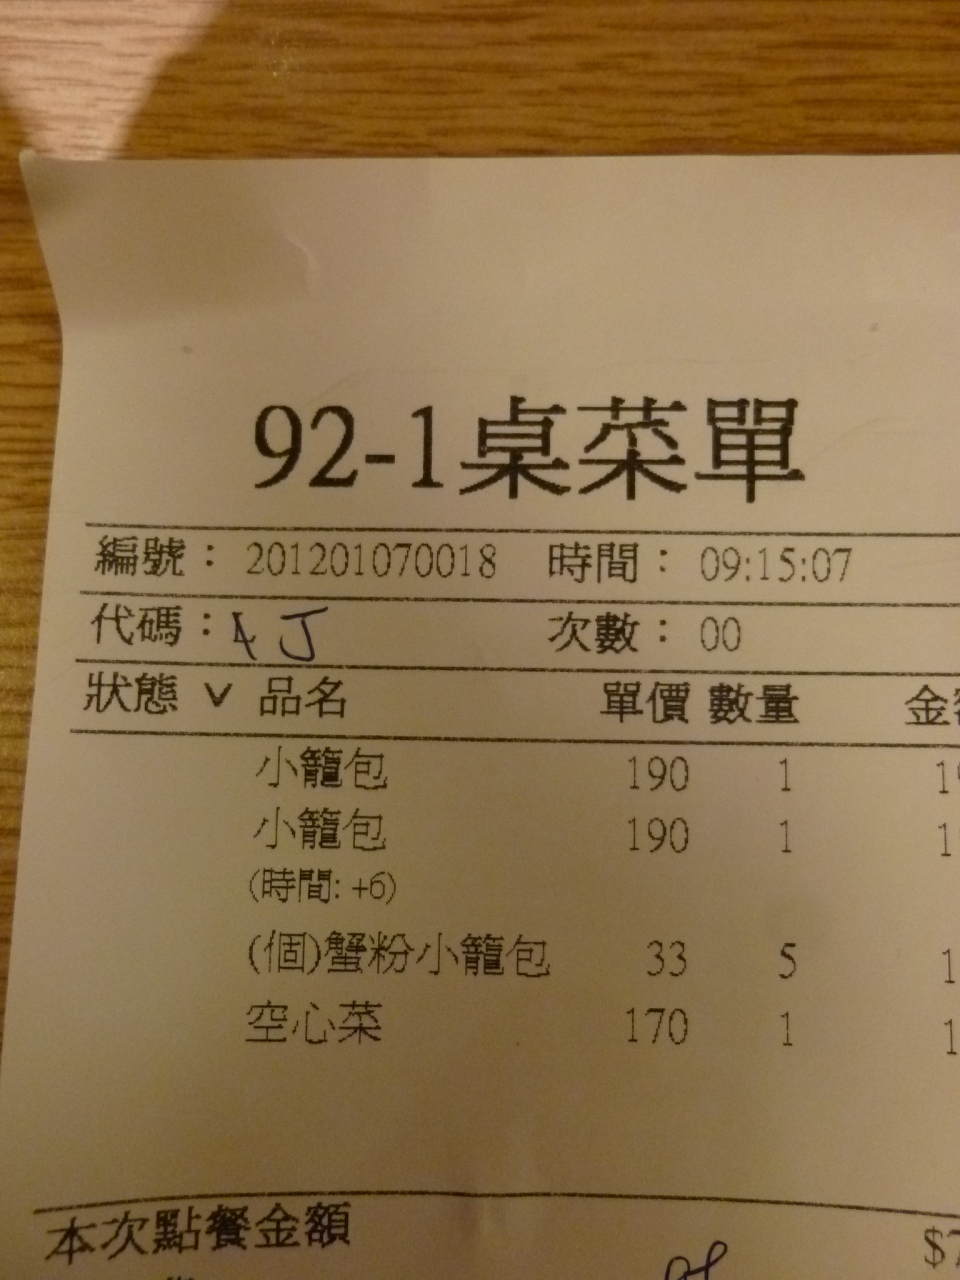 92-1桌菜單
編號： 201201070018 時間： 09:15:07
代碼： J 次數： 00
狀態 V 品名 單價 數量
小籠包 190 1
小籠包 190 1
(時間: +6)
(個)蟹粉小籠包 33 5
空心菜 170 1
本次點餐金額